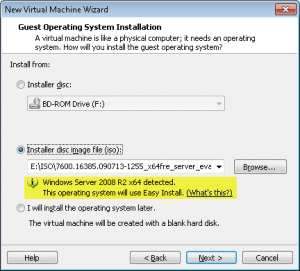 New Virtual Machine Wizard
Guest Operating System Installation
A virtual machine is like a physical computer; it needs an operating
system. How will you install the guest operating system?
Install from:
Installer disc:
BD-ROM Drive (F:)
Installer disc image file (iso):
E:\ISO\7600.16385.090713-1255_x64fre_server_eva
Browse...
Windows Server 2008 R2 x64 detected.
This operating system will use Easy Install. (What's this?)
I will install the operating system later.
The virtual machine will be created with a blank hard disk.
Help
< Back
Next >
Cancel